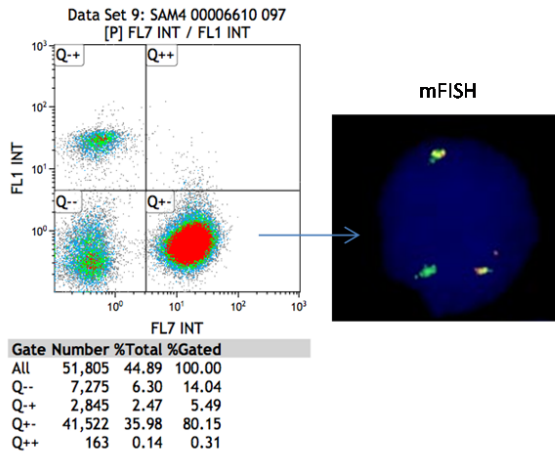 Data Set 9: SAM4 00006610 097
[P] FL7 INT / FL1 INT
10³
Q-+
Q++
10²
FL1 INT
10¹
Q--
Q+-
10⁰
10⁰ 10¹ 10² 10³
FL7 INT
mFISH
Gate Number %Total %Gated
All 51,805 44.89 100.00
Q-- 7,275 6.30 14.04
Q-+ 2,845 2.47 5.49
Q+- 41,522 35.98 80.15
Q++ 163 0.14 0.31